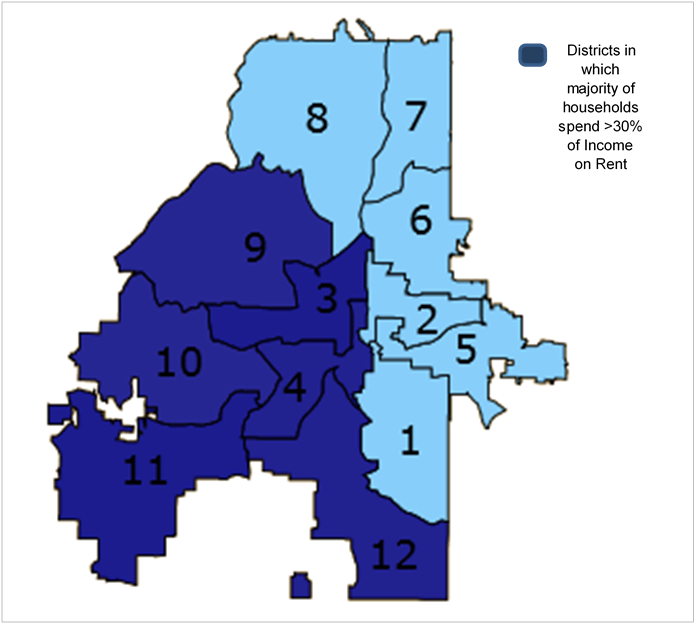 Districts in
which
majority of
households
spend >30%
of Income
on Rent
8
7
6
9
3
2
5
10
4
1
11
12